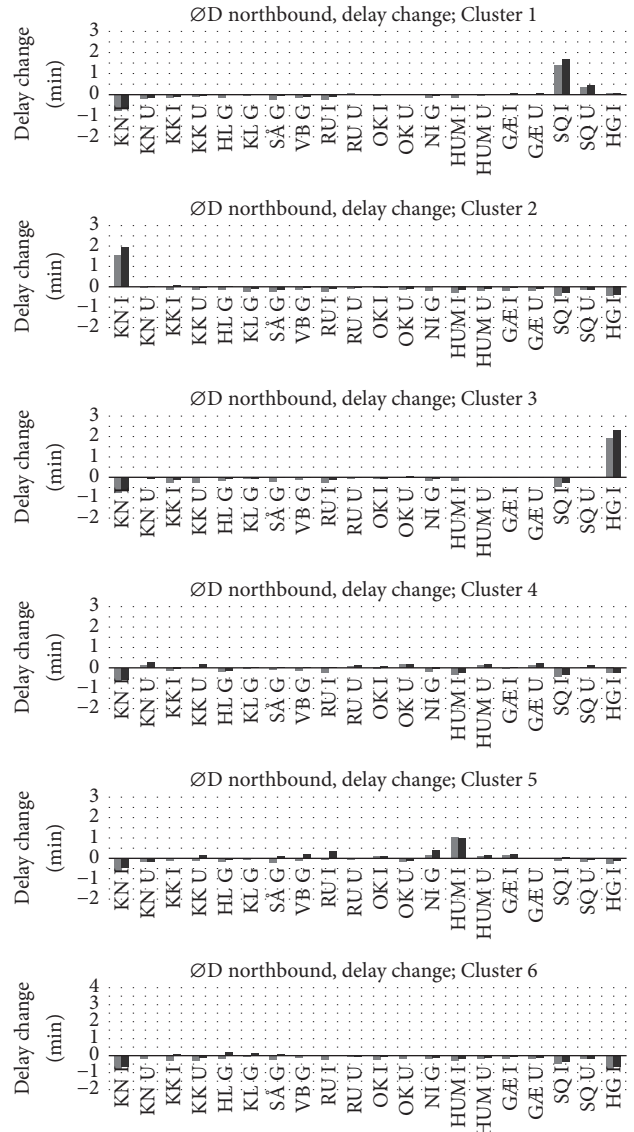 ØD northbound, delay change; Cluster 1
Delay change
(min)
3
2
1
0
−1
−2
KN I
KN U
KK I
KK U
HL G
KL G
SÅ G
VB G
RU I
RU U
OK I
OK U
NI G
HUM I
HUM U
GÆ I
GÆ U
SQ I
SQ U
HG I
ØD northbound, delay change; Cluster 2
Delay change
(min)
3
2
1
0
−1
−2
KN I
KN U
KK I
KK U
HL G
KL G
SÅ G
VB G
RU I
RU U
OK I
OK U
NI G
HUM I
HUM U
GÆ I
GÆ U
SQ I
SQ U
HG I
ØD northbound, delay change; Cluster 3
Delay change
(min)
3
2
1
0
−1
−2
KN I
KN U
KK I
KK U
HL G
KL G
SÅ G
VB G
RU I
RU U
OK I
OK U
NI G
HUM I
HUM U
GÆ I
GÆ U
SQ I
SQ U
HG I
ØD northbound, delay change; Cluster 4
Delay change
(min)
3
2
1
0
−1
−2
KN I
KN U
KK I
KK U
HL G
KL G
SÅ G
VB G
RU I
RU U
OK I
OK U
NI G
HUM I
HUM U
GÆ I
GÆ U
SQ I
SQ U
HG I
ØD northbound, delay change; Cluster 5
Delay change
(min)
3
2
1
0
−1
−2
KN I
KN U
KK I
KK U
HL G
KL G
SÅ G
VB G
RU I
RU U
OK I
OK U
NI G
HUM I
HUM U
GÆ I
GÆ U
SQ I
SQ U
HG I
ØD northbound, delay change; Cluster 6
Delay change
(min)
4
3
2
1
0
−1
−2
KN I
KN U
KK I
KK U
HL G
KL G
SÅ G
VB G
RU I
RU U
OK I
OK U
NI G
HUM I
HUM U
GÆ I
GÆ U
SQ I
SQ U
HG I